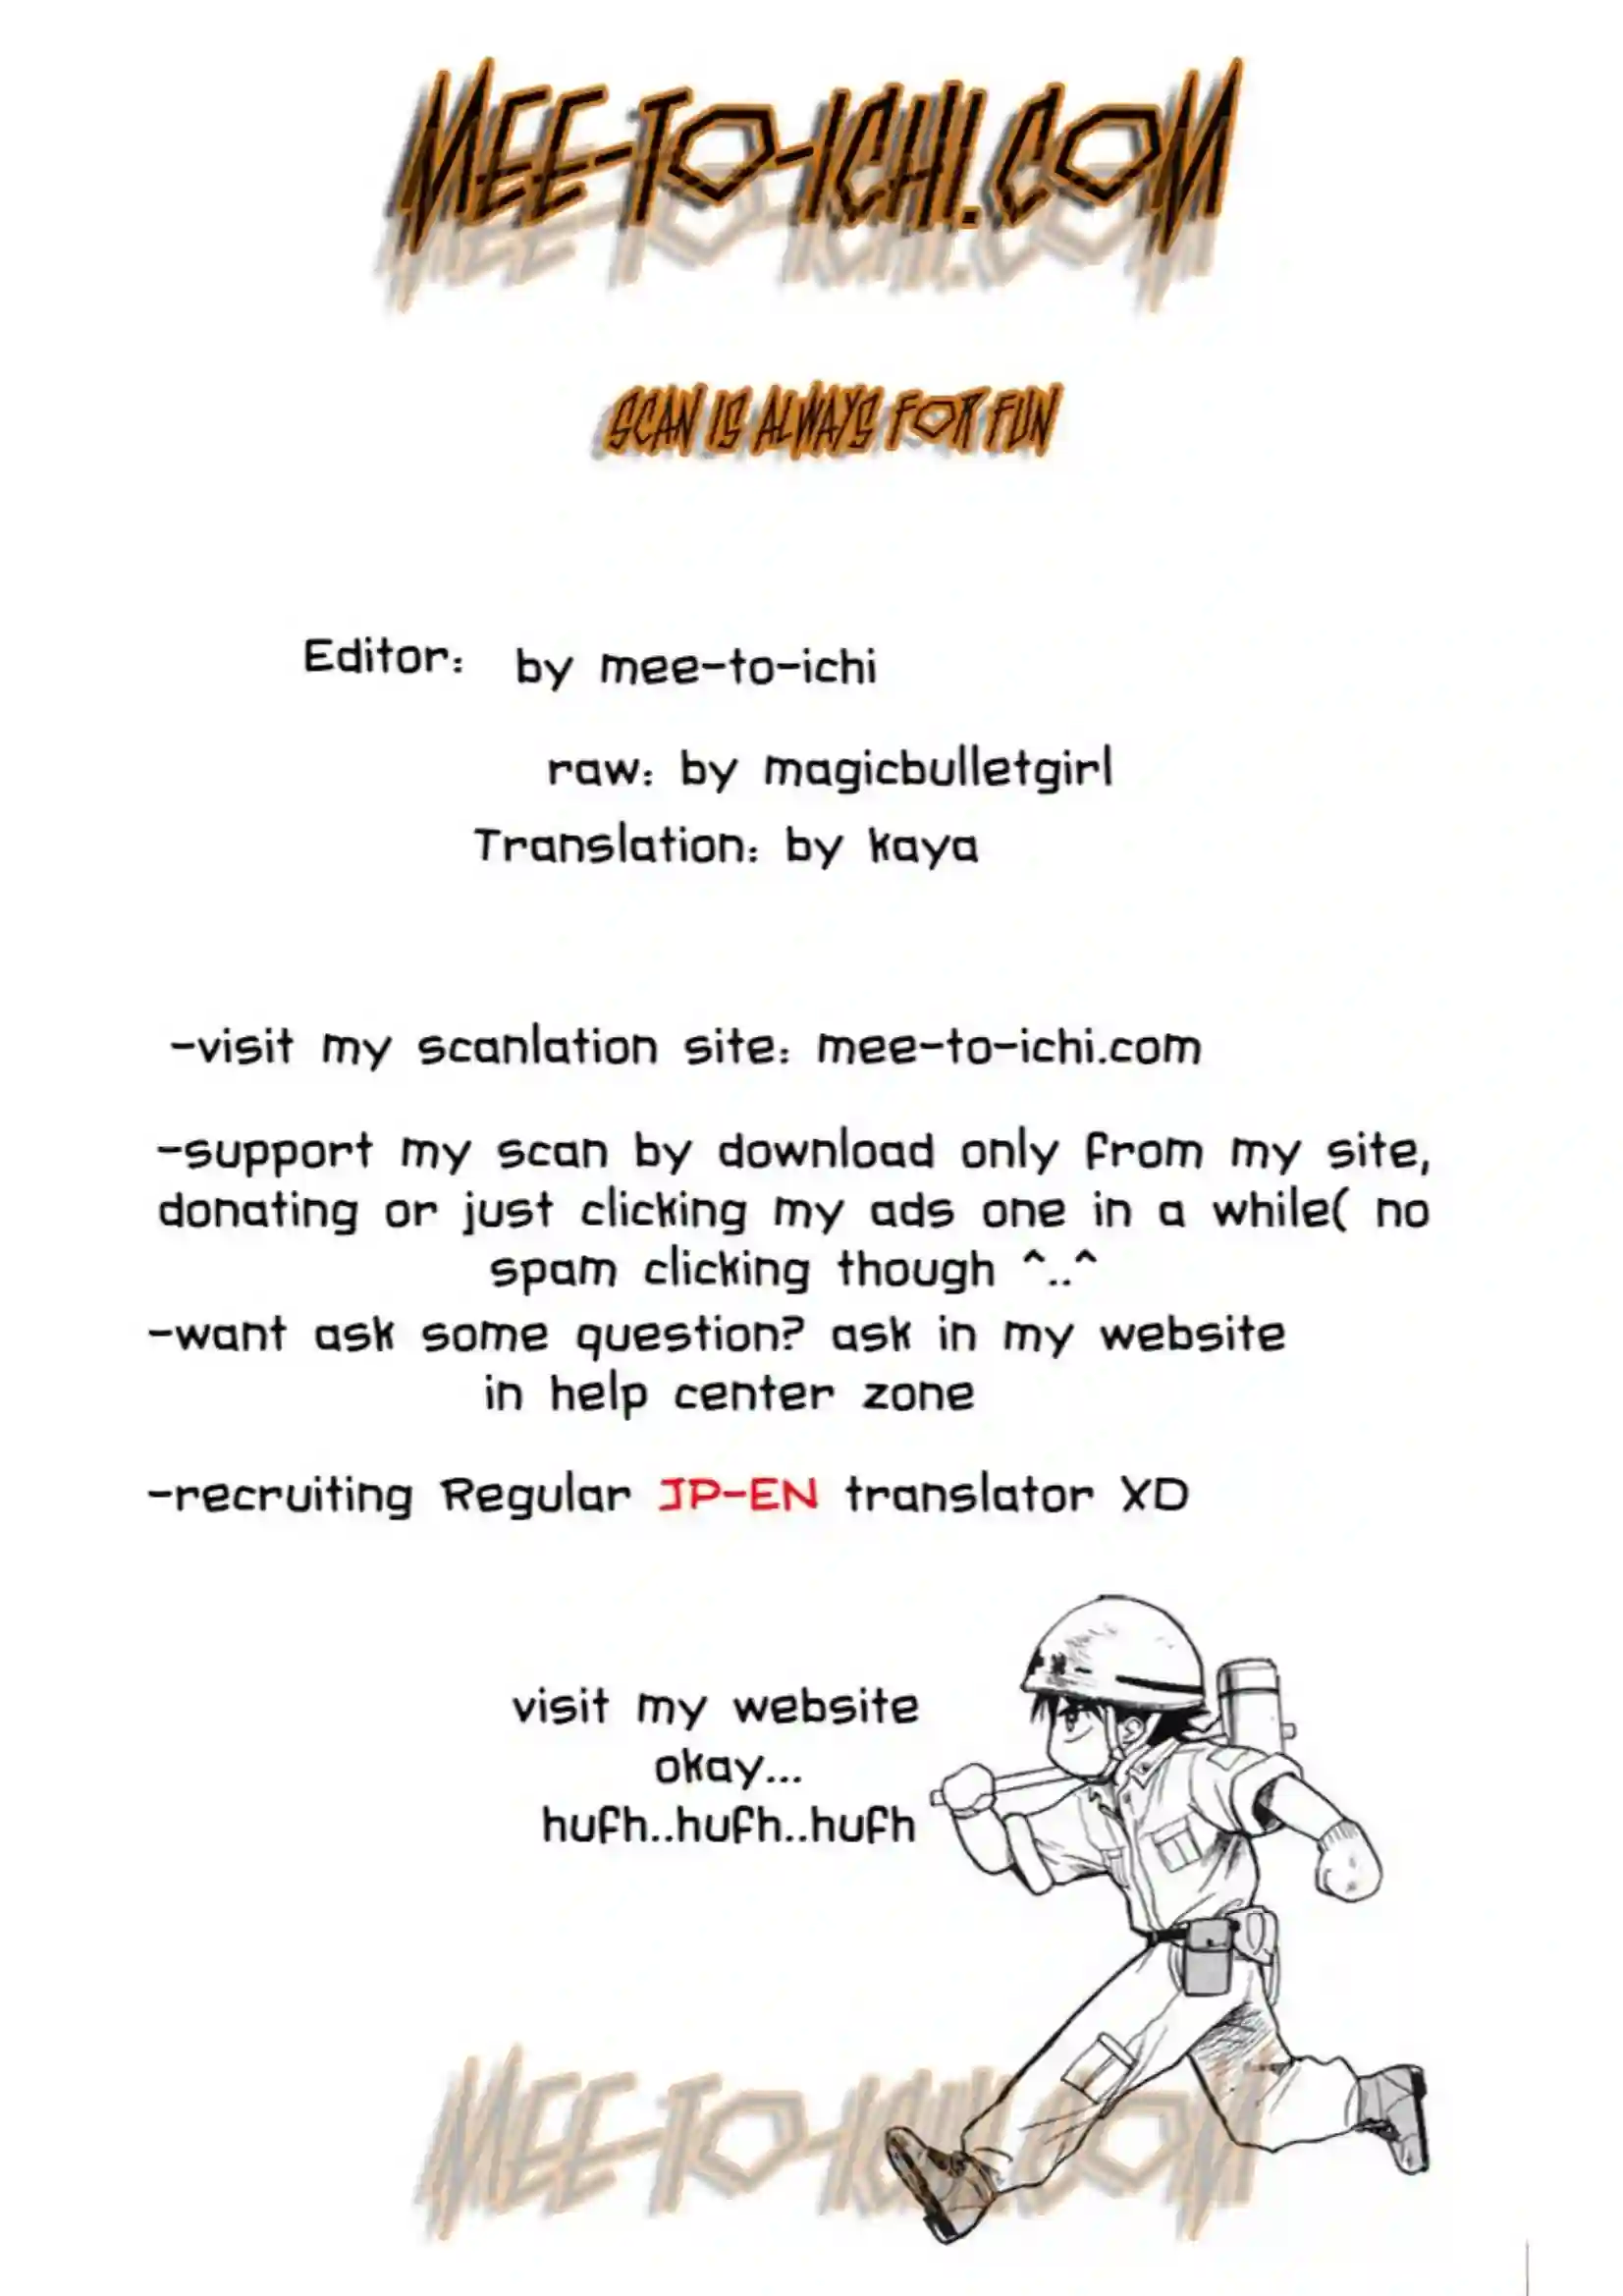 MEE-TO-ICHI.COM
SCAN IS ALWAYS FOR FUN
Editor: by mee-to-ichi
raw: by magicbulletgirl
Translation: by kaya
-visit my scanlation site: mee-to-ichi.com
-support my scan by download only from my site,
donating or just clicking my ads one in a while( no
spam clicking though ^..^
-want ask some question? ask in my website
in help center zone
-recruiting Regular JP-EN translator XD
visit my website
okay...
hufh..hufh..hufh
MEE-TO-ICHI.COM